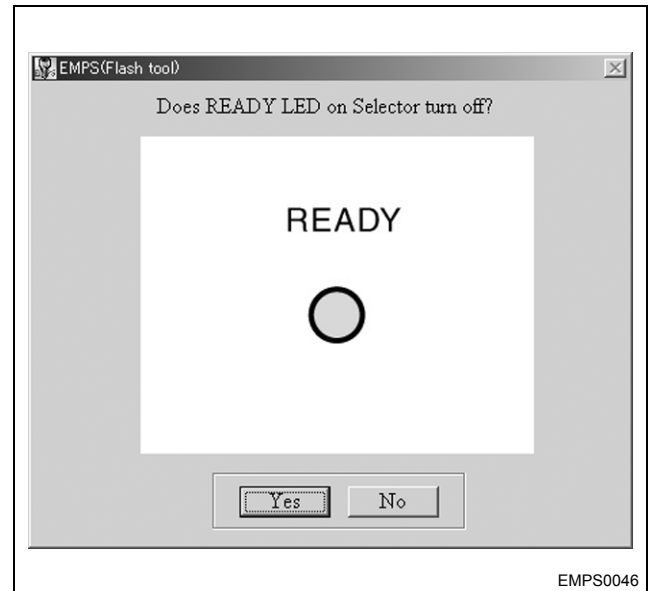 EMPS(Flash tool)
Does READY LED on Selector turn off?
READY
Yes No
EMPS0046